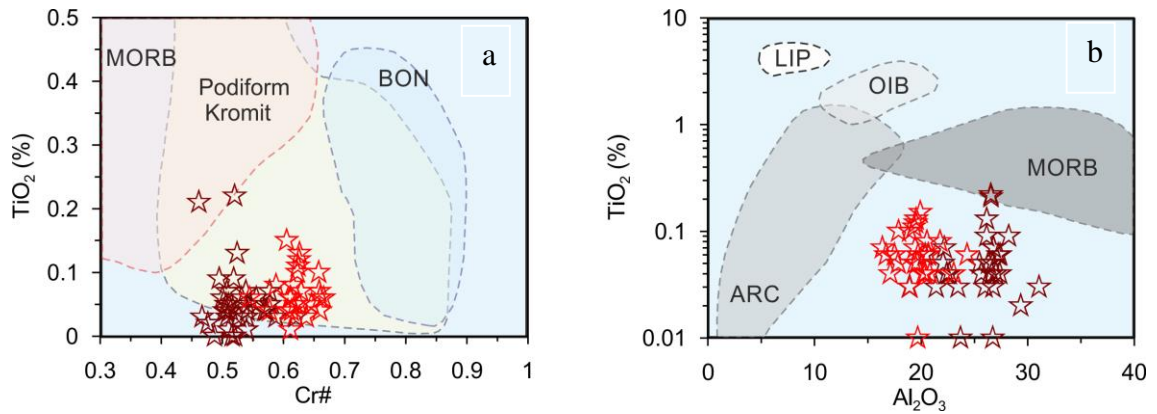 0.5
0.4
0.3
0.2
0.1
0
TiO₂ (%)
MORB
Podiform
Kromit
BON
a
0.3 0.4 0.5 0.6 0.7 0.8 0.9 1
Cr#
10
1
0.1
0.01
TiO₂ (%)
LIP
OIB
MORB
ARC
b
0 10 20 30 40
Al₂O₃